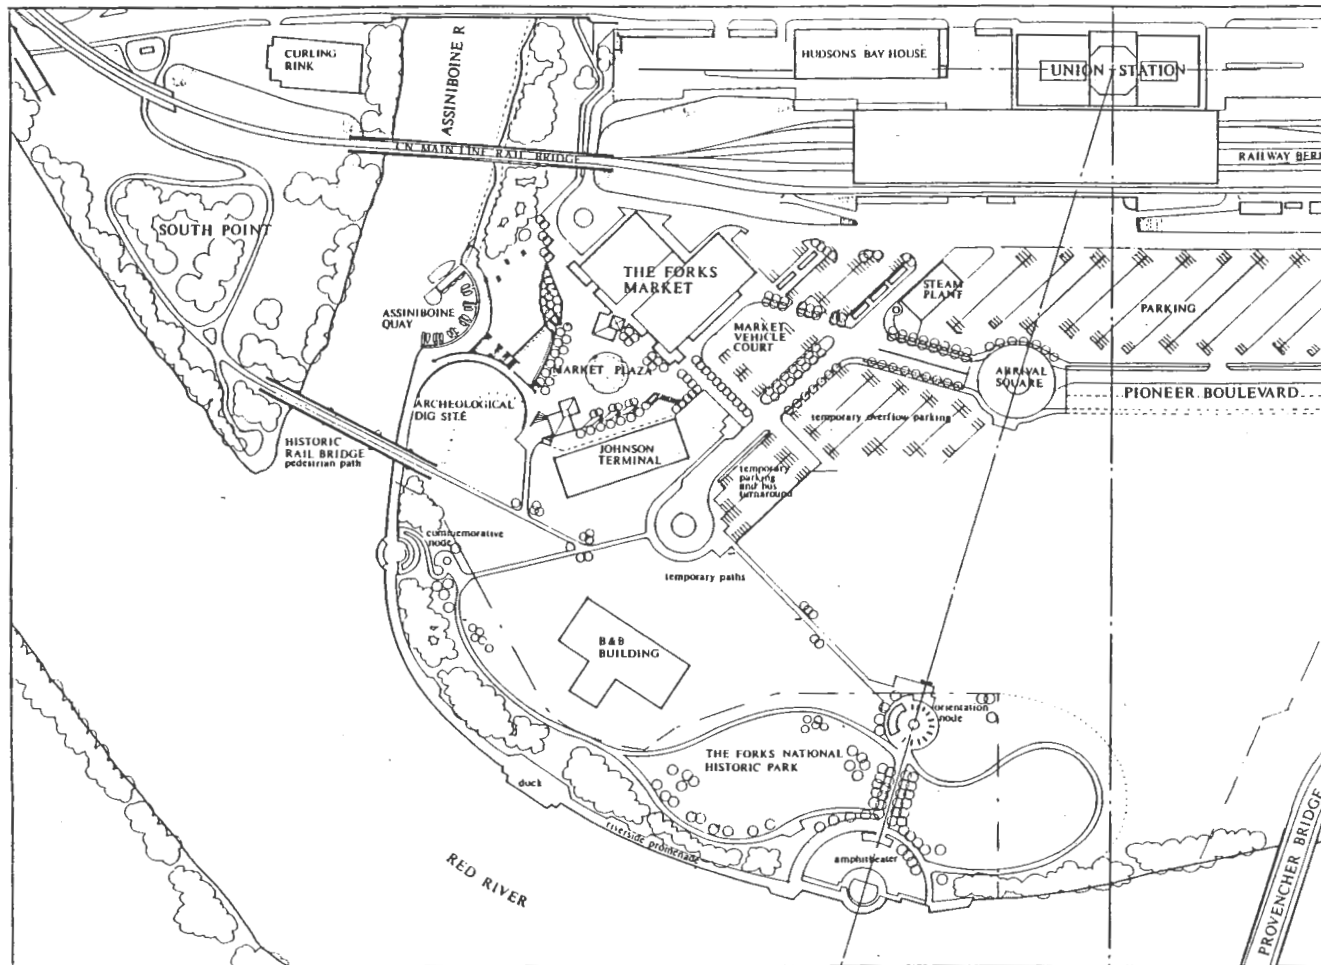 CURLING
RINK
ASSINIBOINE R
HUDSONS BAY HOUSE
UNION STATION
CN MAIN LINE RAIL BRIDGE
RAILWAY BER
SOUTH POINT
THE FORKS
MARKET
STEAM
PLANT
PARKING
ASSINIBOINE
QUAY
MARKET
VEHICLE
COURT
MARKET PLAZA
ARRIVAL
SQUARE
PIONEER BOULEVARD
ARCHEOLOGICAL
DIG SITE
temporary overflow parking
HISTORIC
RAIL BRIDGE
pedestrian path
JOHNSON
TERMINAL
temporary
parking
and bus
turnaround
commemorative
node
temporary paths
B&B
BUILDING
orientation
node
THE FORKS NATIONAL
HISTORIC PARK
duck
riverside promenade
amphitheater
RED RIVER
PROVENCHER BRIDGE